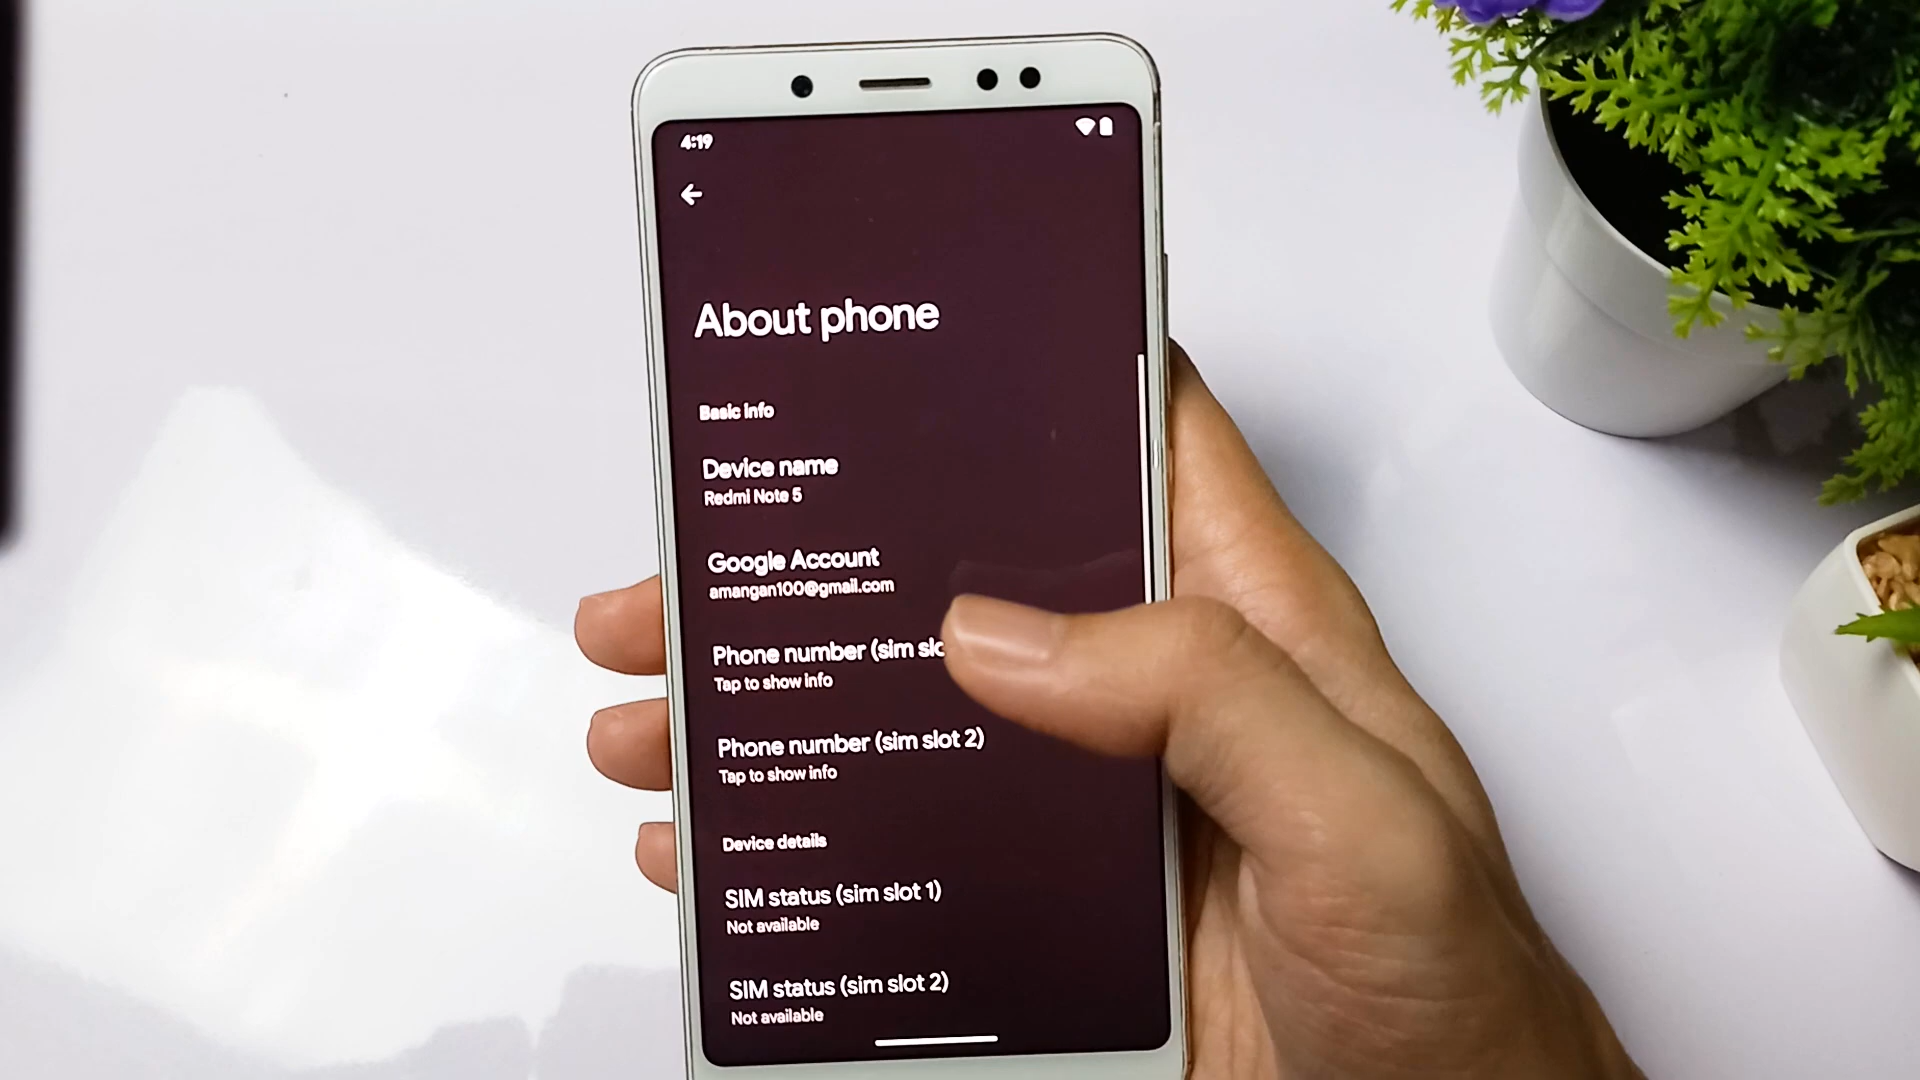 4:19
About phone
Basic info
Device name
Redmi Note 5
Google Account
amangan100@gmail.com
Phone number (sim
Tap to show info
Phone number (sim slot 2)
Tap to show info
Device details
SIM status (sim slot 1)
Not available
SIM status (sim slot 2)
Not available